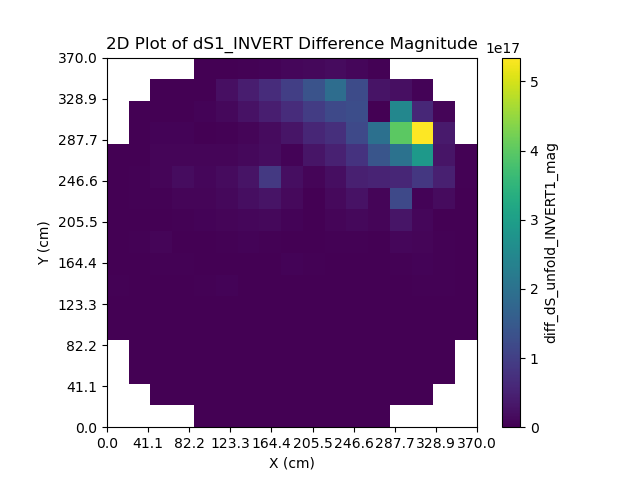 2D Plot of dS1_INVERT Difference Magnitude
1e17
370.0
328.9
287.7
246.6
205.5
164.4
123.3
82.2
41.1
0.0
Y (cm)
0.0 41.1 82.2 123.3 164.4 205.5 246.6 287.7 328.9 370.0
X (cm)
5
4
3
2
1
0
diff_dS_unfold_INVERT1_mag